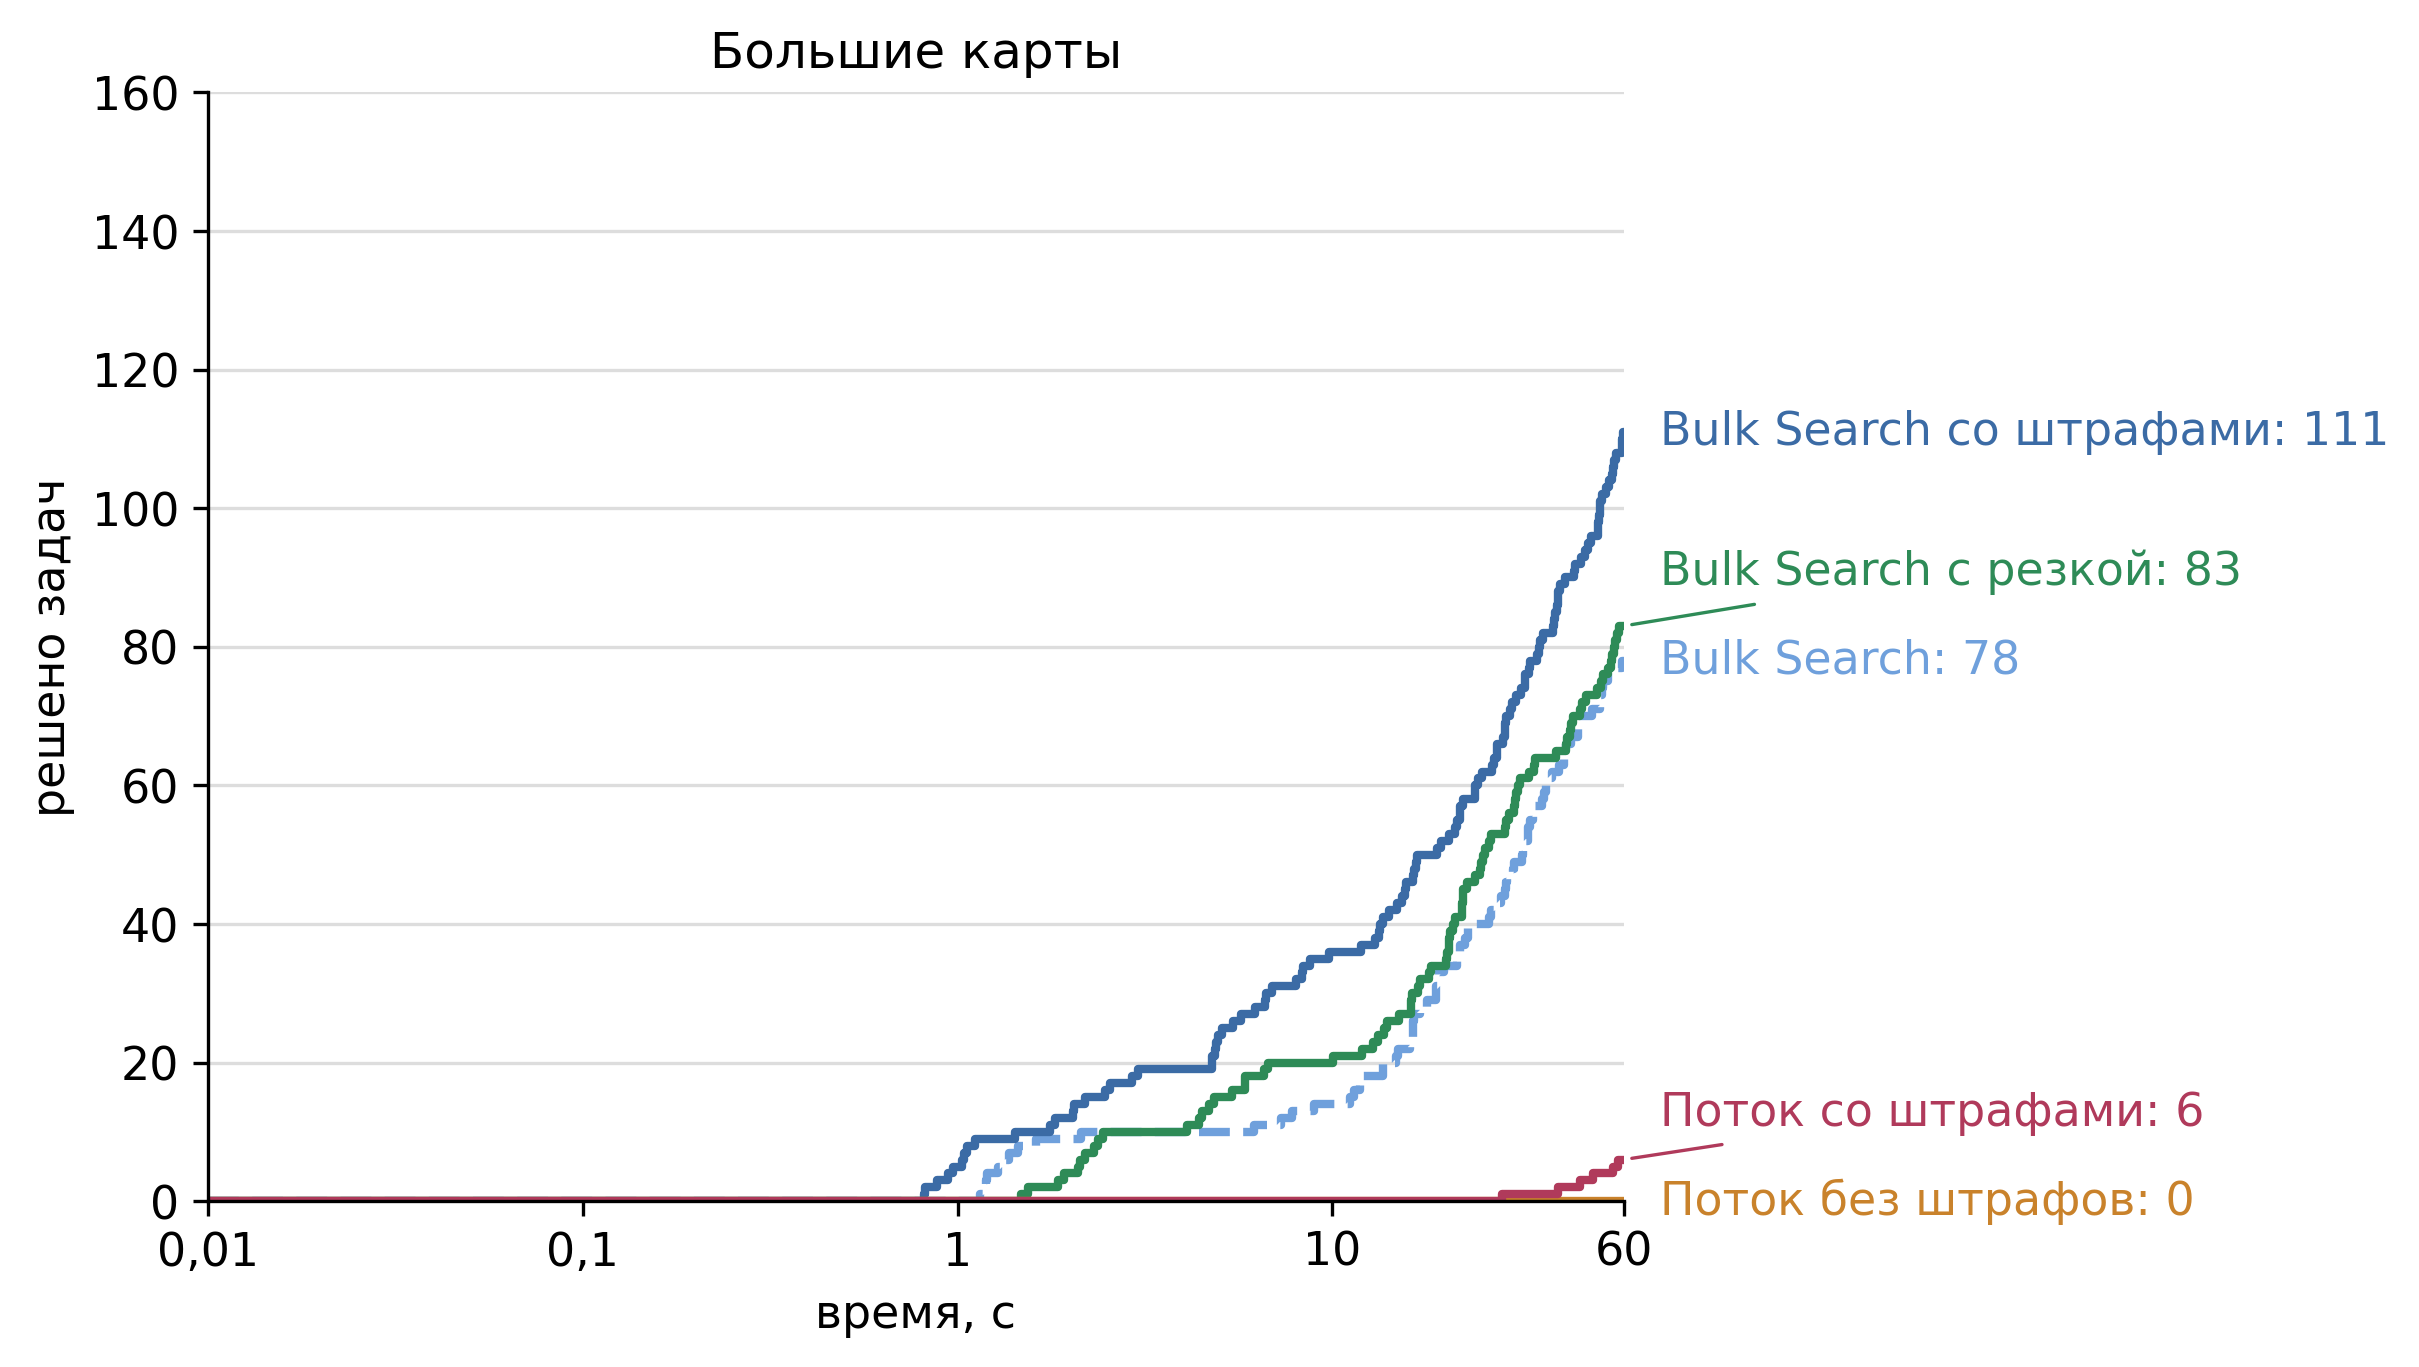 Большие карты
160
140
120
100
80
60
40
20
0
решено задач
0,01
0,1
1
10
60
время, с
Bulk Search со штрафами: 111
Bulk Search с резкой: 83
Bulk Search: 78
Поток со штрафами: 6
Поток без штрафов: 0